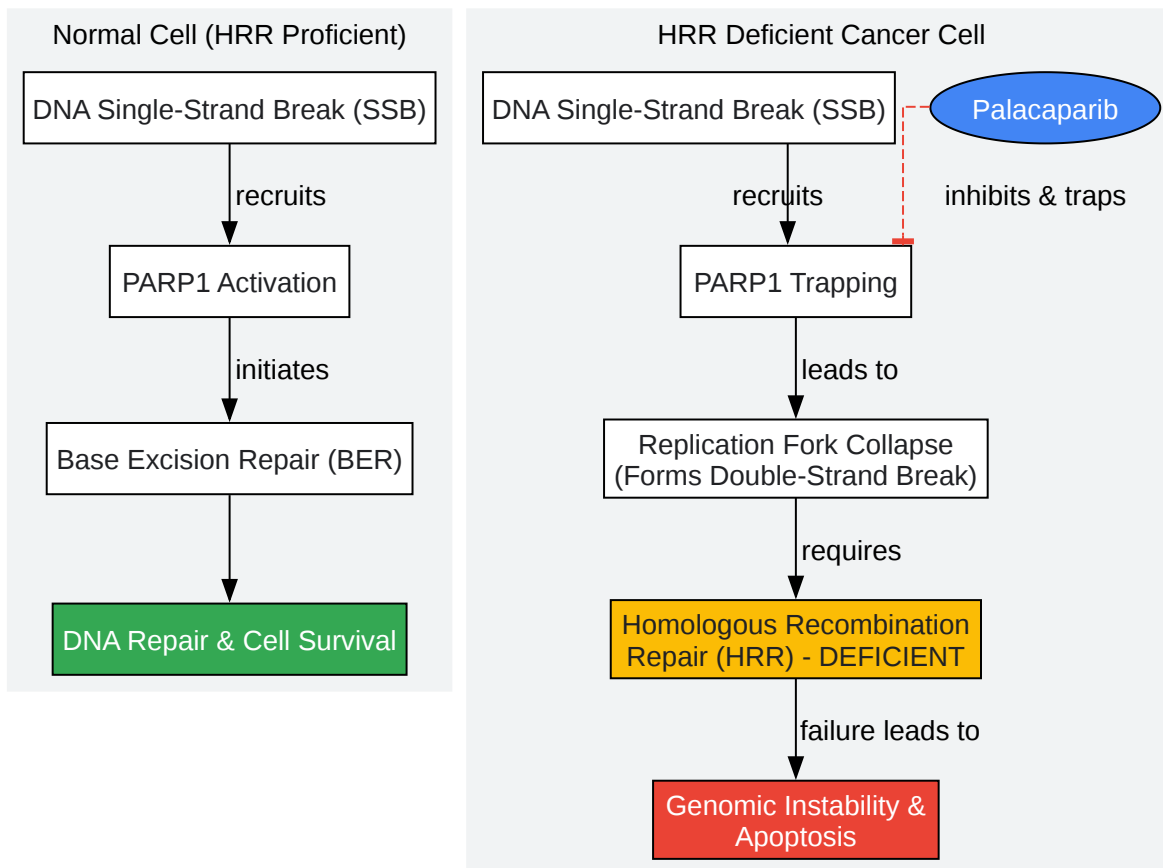 Normal Cell (HRR Proficient)
DNA Single-Strand Break (SSB)
recruits
PARP1 Activation
initiates
Base Excision Repair (BER)
DNA Repair & Cell Survival
HRR Deficient Cancer Cell
DNA Single-Strand Break (SSB)
Palacaparib
recruits
inhibits & traps
PARP1 Trapping
leads to
Replication Fork Collapse
(Forms Double-Strand Break)
requires
Homologous Recombination
Repair (HRR) - DEFICIENT
failure leads to
Genomic Instability &
Apoptosis